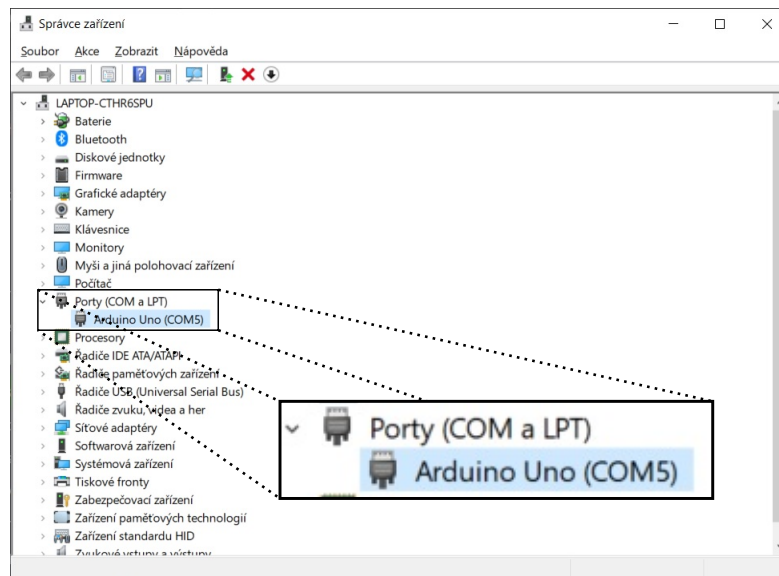 Správce zařízení
Soubor Akce Zobrazit Nápověda
LAPTOP-CTHR6SPU
Baterie
Bluetooth
Diskové jednotky
Firmware
Grafické adaptéry
Kamery
Klávesnice
Monitory
Myši a jiná polohovací zařízení
Počítač
Porty (COM a LPT)
Arduino Uno (COM5)
Procesory
Řadiče IDE ATA/ATAPI
Řadiče paměťových zařízení
Řadiče USB (Universal Serial Bus)
Řadiče zvuku, videa a her
Síťové adaptéry
Softwarová zařízení
Systémová zařízení
Tiskové fronty
Zabezpečovací zařízení
Zařízení paměťových technologií
Zařízení standardu HID
Zvukové vstupy a výstupy
Porty (COM a LPT)
Arduino Uno (COM5)